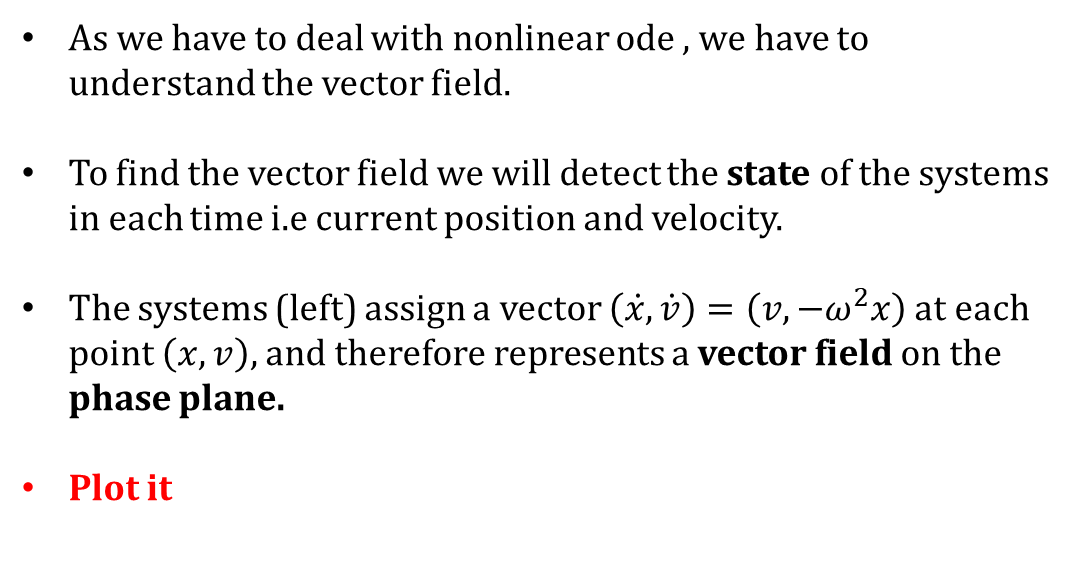 • As we have to deal with nonlinear ode , we have to
understand the vector field.
• To find the vector field we will detect the state of the systems
in each time i.e current position and velocity.
• The systems (left) assign a vector (ẋ, v̇) = (v, −ω²x) at each
point (x, v), and therefore represents a vector field on the
phase plane.
• Plot it